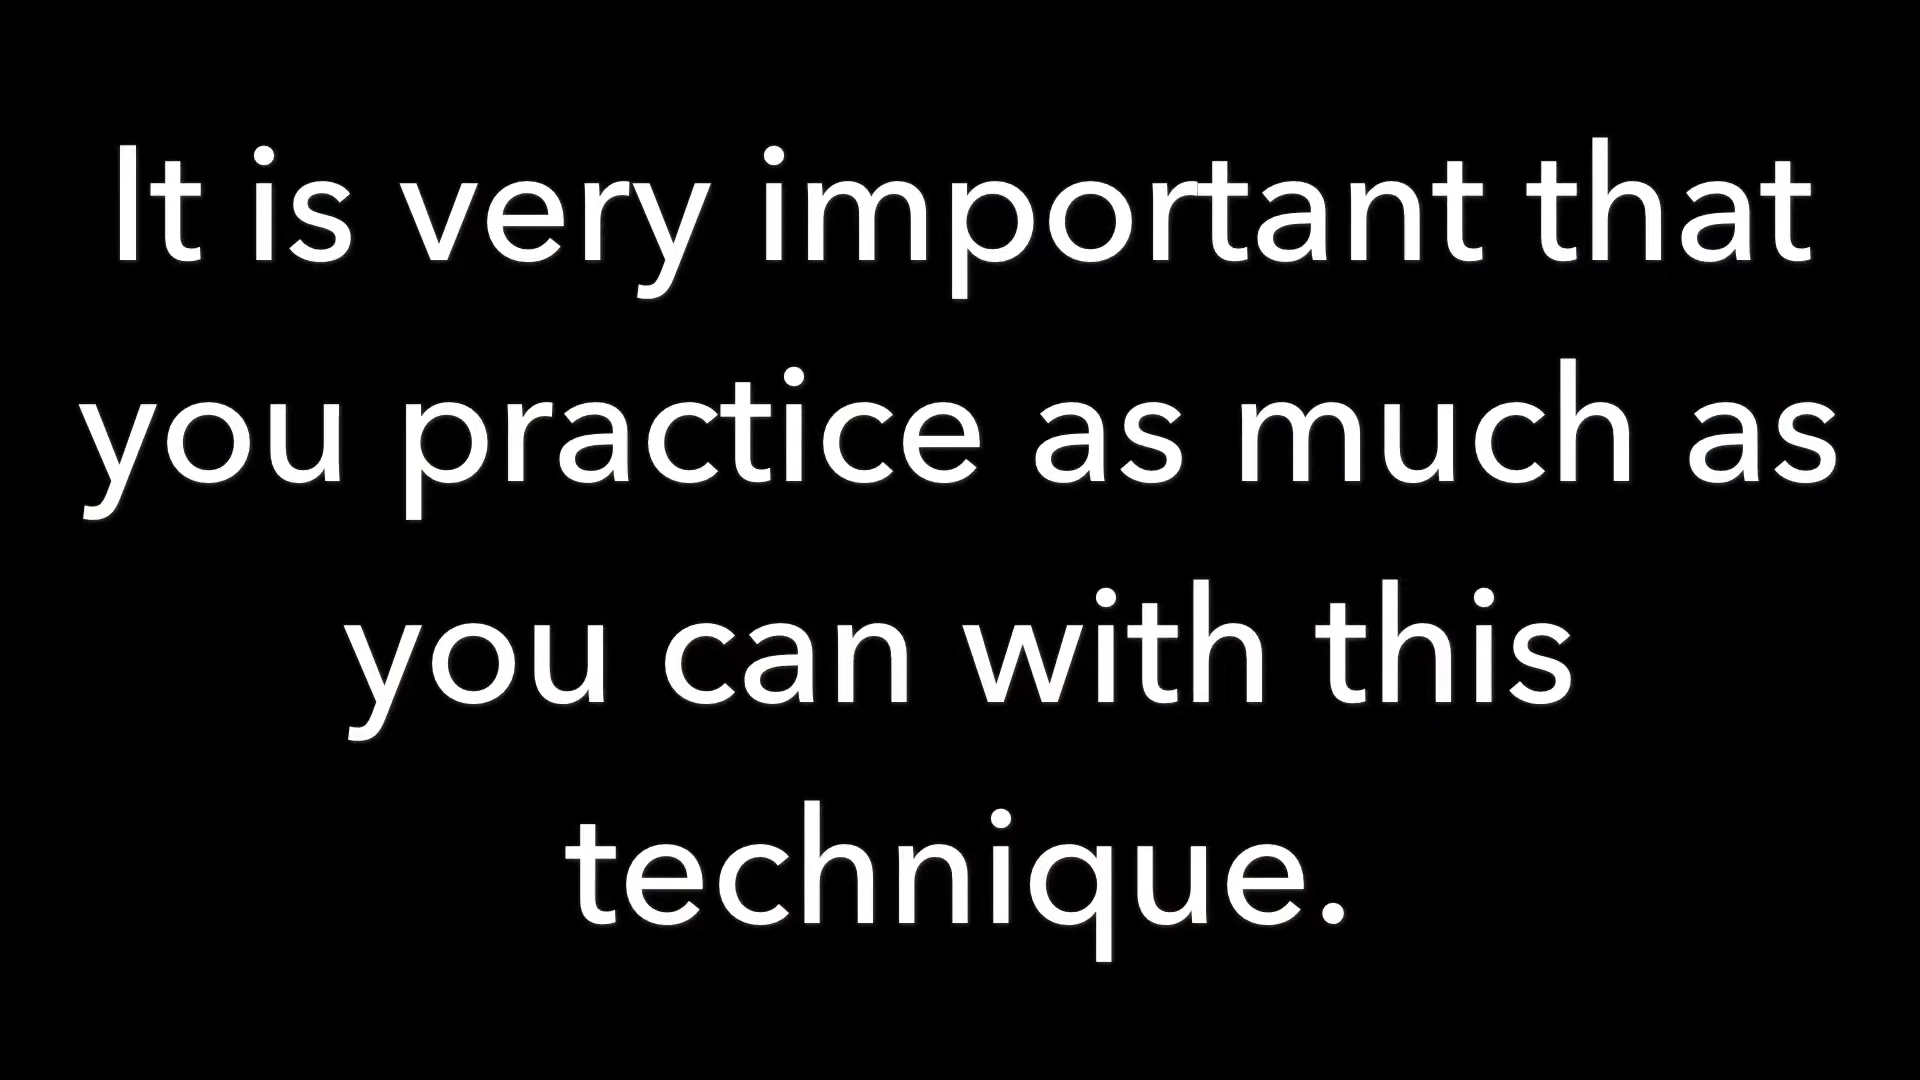 It is very important that
you practice as much as
you can with this
technique.